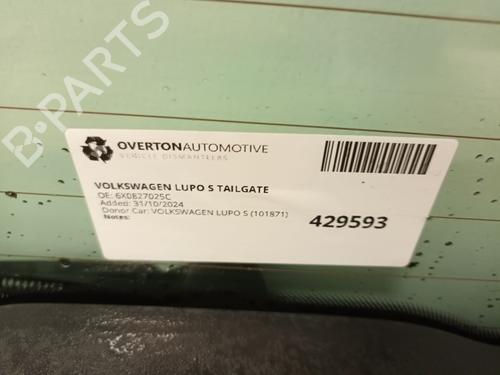 B-PARTS
OVERTONAUTOMOTIVE
VEHICLE DISMANTLERS
VOLKSWAGEN LUPO S TAILGATE
OE: 6X0827025C
Added: 31/10/2024
Donor Car: VOLKSWAGEN LUPO S (101871)
Notes:
429593